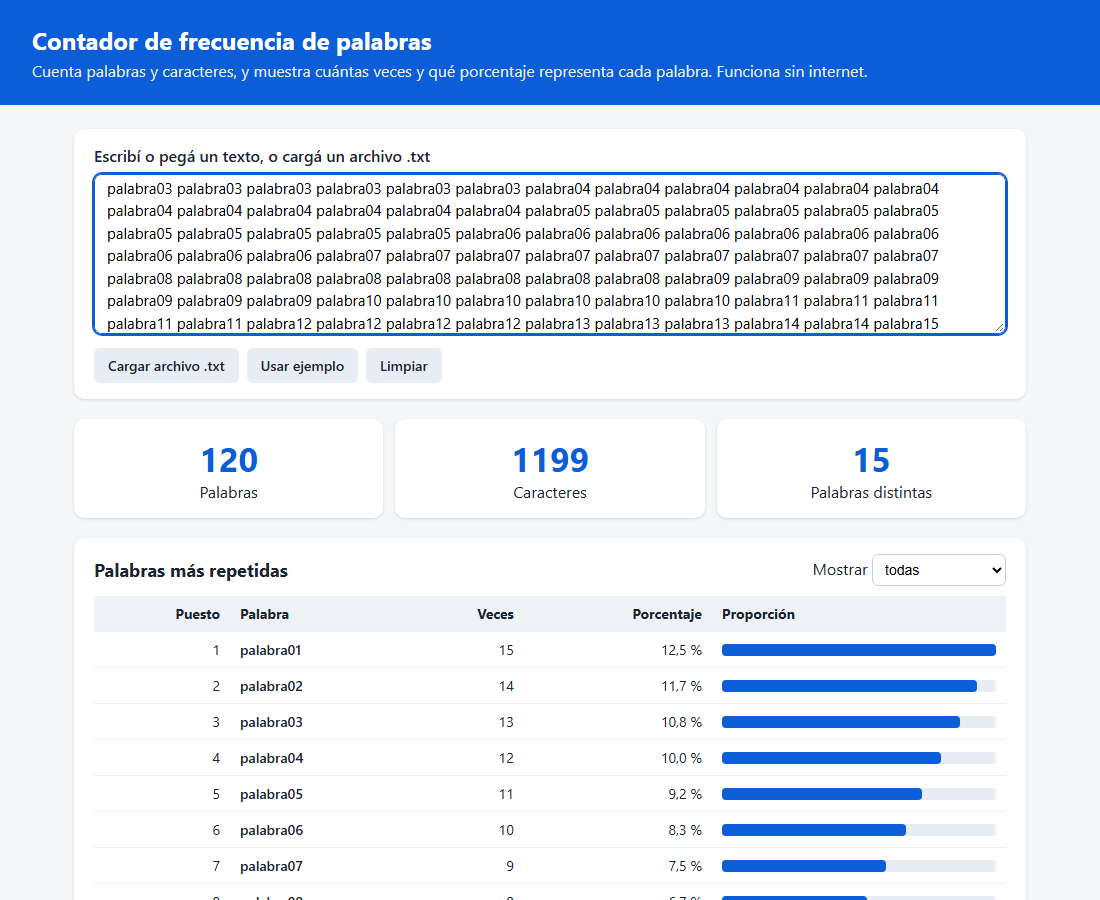 Contador de frecuencia de palabras
Cuenta palabras y caracteres, y muestra cuántas veces y qué porcentaje representa cada palabra. Funciona sin internet.
Escribí o pegá un texto, o cargá un archivo .txt
palabra03 palabra03 palabra03 palabra03 palabra03 palabra03 palabra04 palabra04 palabra04 palabra04 palabra04 palabra04
palabra04 palabra04 palabra04 palabra04 palabra04 palabra04 palabra05 palabra05 palabra05 palabra05 palabra05 palabra05
palabra05 palabra05 palabra05 palabra05 palabra05 palabra06 palabra06 palabra06 palabra06 palabra06 palabra06 palabra06
palabra06 palabra06 palabra06 palabra07 palabra07 palabra07 palabra07 palabra07 palabra07 palabra07 palabra07 palabra07
palabra08 palabra08 palabra08 palabra08 palabra08 palabra08 palabra08 palabra08 palabra09 palabra09 palabra09 palabra09
palabra09 palabra09 palabra09 palabra10 palabra10 palabra10 palabra10 palabra10 palabra10 palabra11 palabra11 palabra11
palabra11 palabra11 palabra12 palabra12 palabra12 palabra12 palabra13 palabra13 palabra13 palabra14 palabra14 palabra15
Cargar archivo .txt Usar ejemplo Limpiar
120 1199 15
Palabras Caracteres Palabras distintas
Palabras más repetidas Mostrar todas
Puesto Palabra Veces Porcentaje Proporción
1 palabra01 15 12,5 %
2 palabra02 14 11,7 %
3 palabra03 13 10,8 %
4 palabra04 12 10,0 %
5 palabra05 11 9,2 %
6 palabra06 10 8,3 %
7 palabra07 9 7,5 %